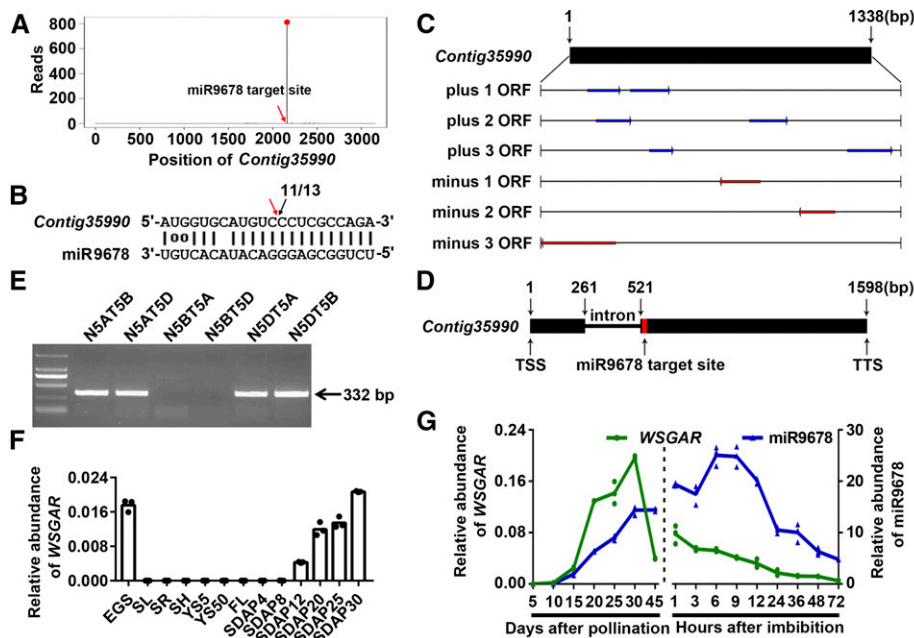 A
800
600
400
200
0
Reads
miR9678 target site
0 500 1000 1500 2000 2500 3000
Position of Contig35990
B
11/13
Contig35990 5'-AUGGUGCAUGUCCCUCGCCAGA-3'
miR9678 3'-UGUCACAUACAGGGAGCGGUCU-5'
C
1 1338(bp)
Contig35990
plus 1 ORF
plus 2 ORF
plus 3 ORF
minus 1 ORF
minus 2 ORF
minus 3 ORF
D
1 261 521 1598(bp)
intron
Contig35990
TSS miR9678 target site TTS
E
N5AT5B N5AT5D N5BT5A N5BT5D N5DT5A N5DT5B
332 bp
F
Relative abundance of WSGAR
0.024
0.016
0.008
0.000
EGS SL SR SH YS5 YS50 FL SDAP4 SDAP8 SDAP12 SDAP20 SDAP25 SDAP30
G
WSGAR miR9678
Relative abundance of WSGAR
0.24
0.16
0.08
0.00
30
20
10
0
Relative abundance of miR9678
5 10 15 20 25 30 45 1 3 6 9 12 24 36 48 72
Days after pollination Hours after imbibition